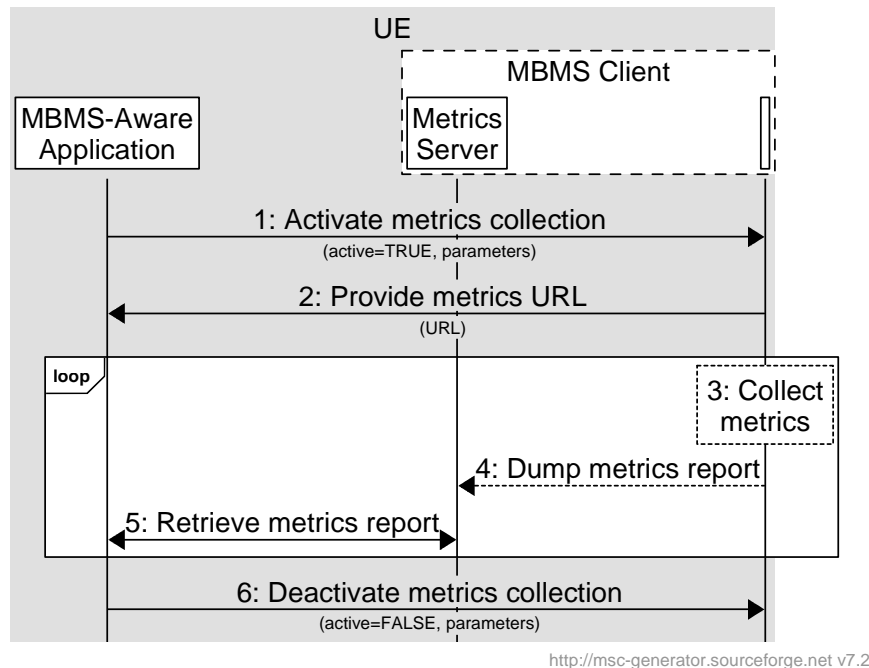 UE
MBMS Client
MBMS-Aware
Application
Metrics
Server
1: Activate metrics collection
(active=TRUE, parameters)
2: Provide metrics URL
(URL)
loop
3: Collect
metrics
4: Dump metrics report
5: Retrieve metrics report
6: Deactivate metrics collection
(active=FALSE, parameters)
http://msc-generator.sourceforge.net v7.2